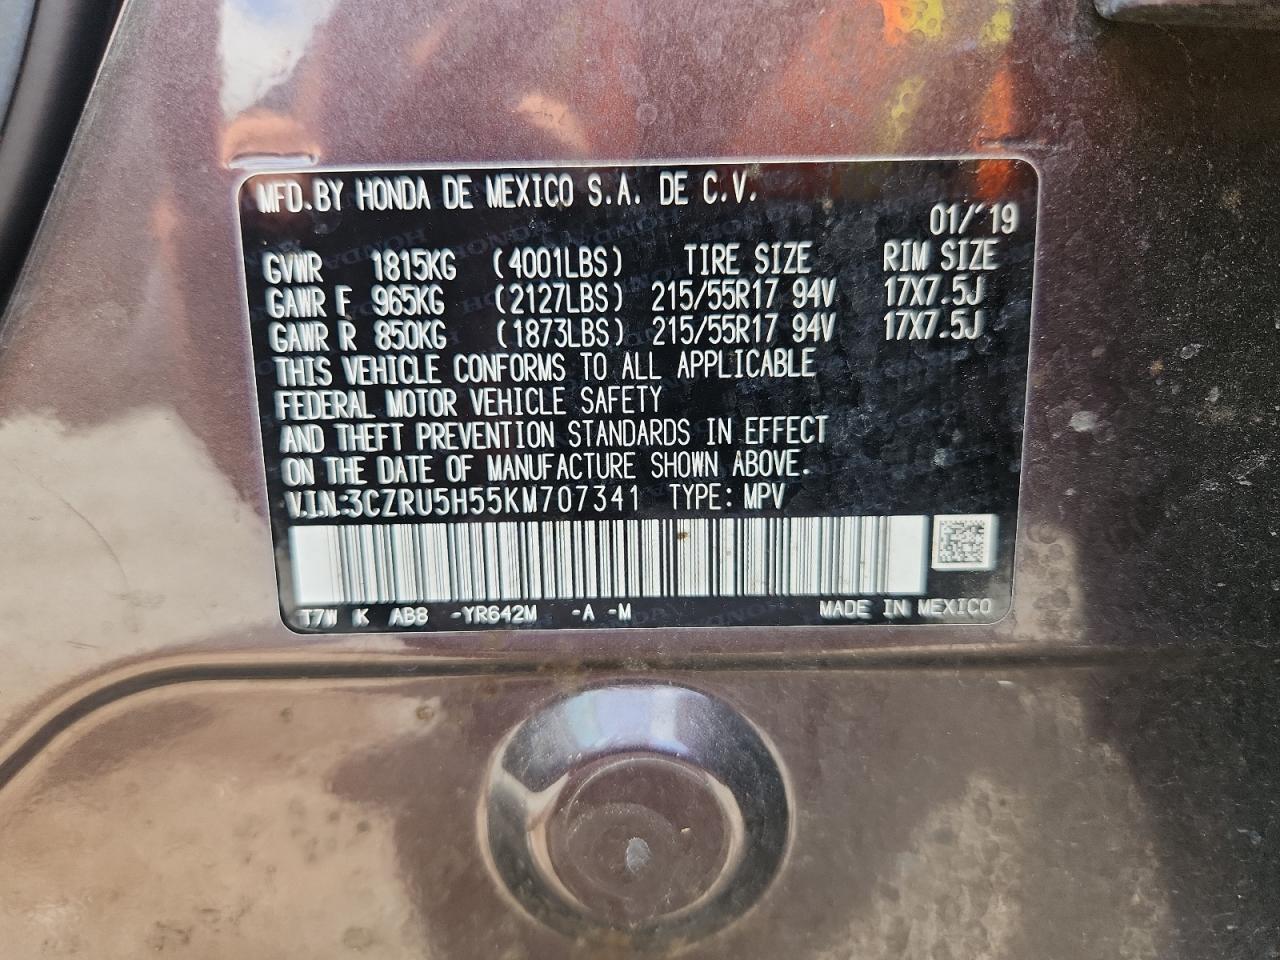 MFD. BY HONDA DE MEXICO S.A. DE C.V.
01/'19
GVWR 1815KG (4001LBS) TIRE SIZE RIM SIZE
GAWR F 965KG (2127LBS) 215/55R17 94V 17X7.5J
GAWR R 850KG (1873LBS) 215/55R17 94V 17X7.5J
THIS VEHICLE CONFORMS TO ALL APPLICABLE
FEDERAL MOTOR VEHICLE SAFETY
AND THEFT PREVENTION STANDARDS IN EFFECT
ON THE DATE OF MANUFACTURE SHOWN ABOVE.
V.I.N:3CZRU5H55KM707341 TYPE: MPV
T7W K AB8 -YR642M -A -M MADE IN MEXICO